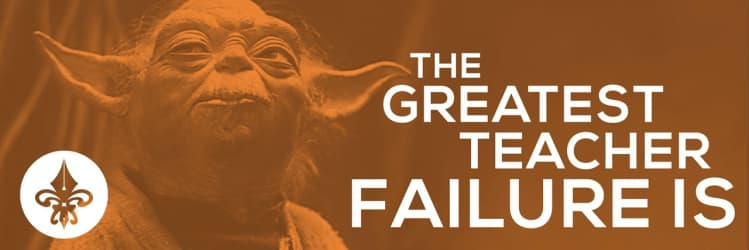 THE
GREATEST
TEACHER
FAILURE IS